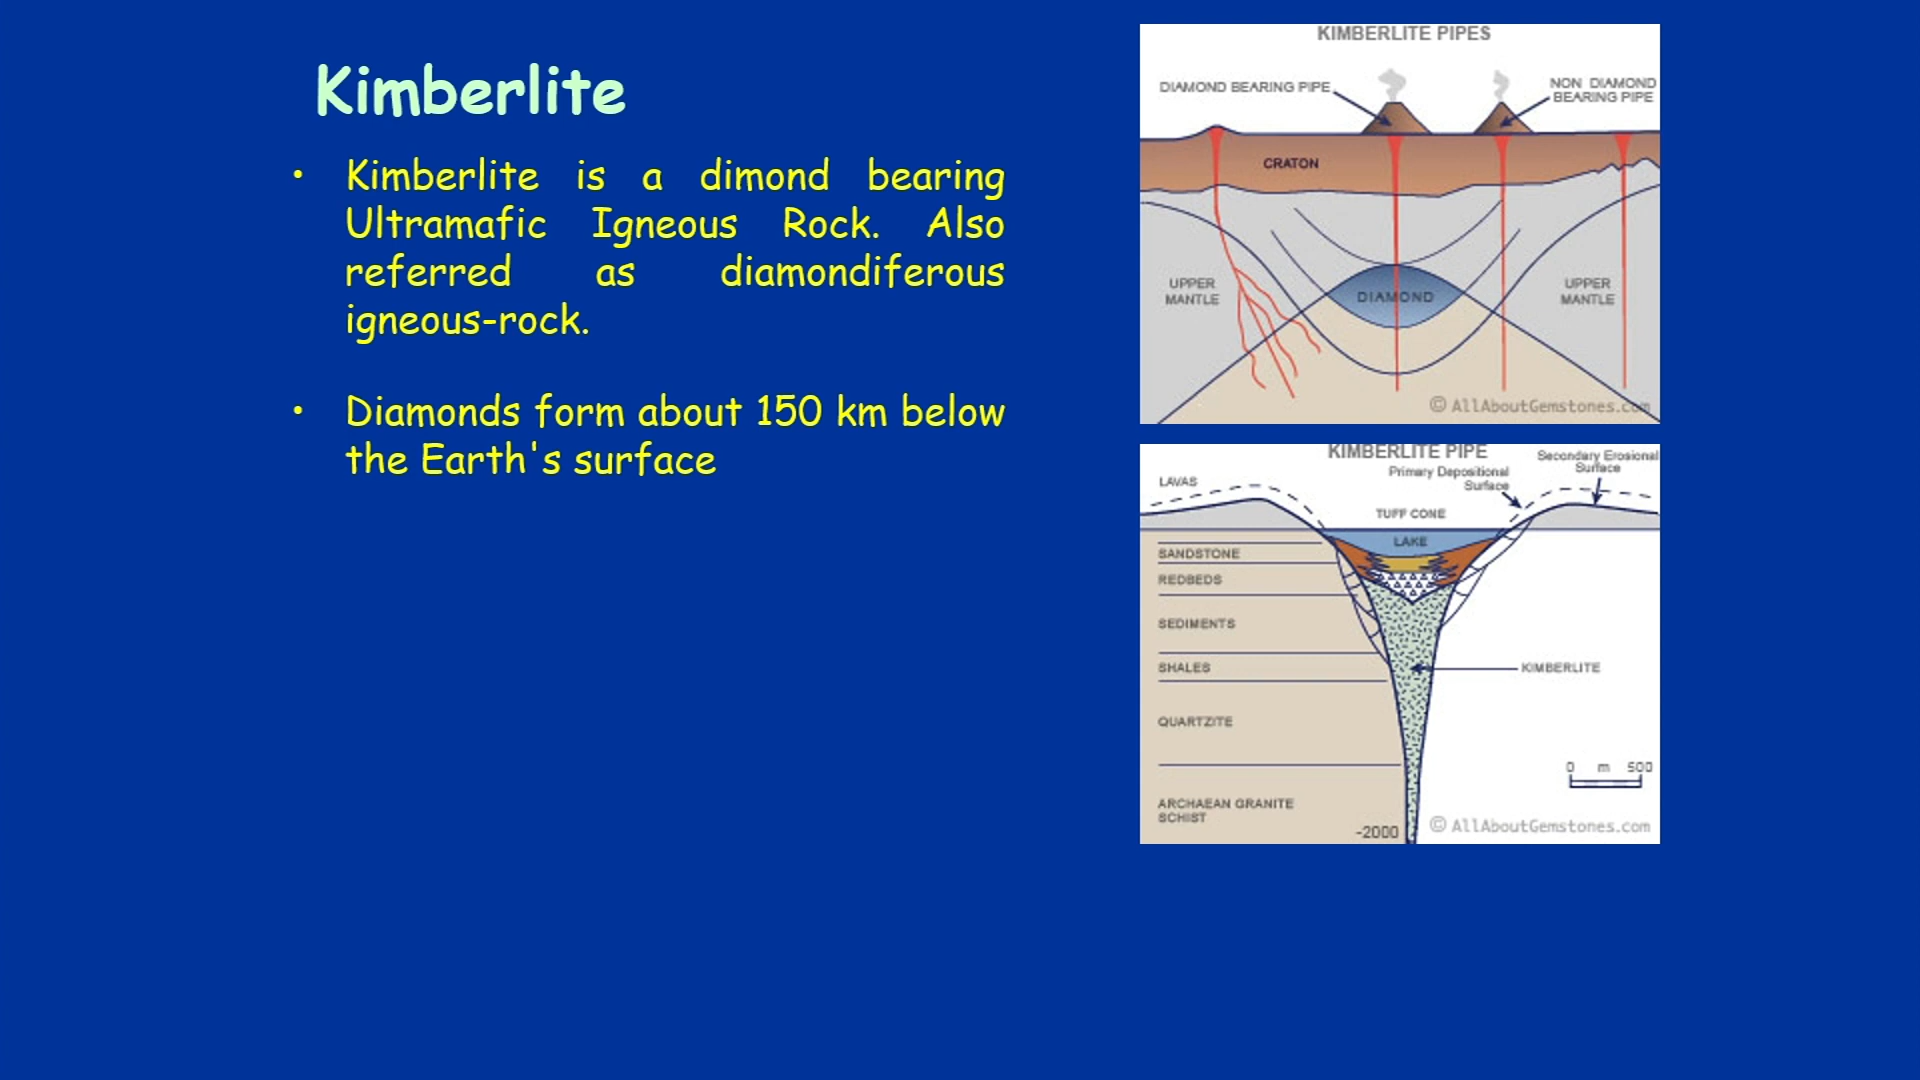 Kimberlite
• Kimberlite is a dimond bearing
Ultramafic Igneous Rock. Also
referred as diamondiferous
igneous-rock.
• Diamonds form about 150 km below
the Earth's surface
KIMBERLITE PIPES
DIAMOND BEARING PIPE
NON DIAMOND
BEARING PIPE
CRATON
UPPER
MANTLE
DIAMOND
UPPER
MANTLE
© AllAboutGemstones.com
KIMBERLITE PIPE
Secondary Erosional
Surface
Primary Depositional
Surface
LAVAS
TUFF CONE
LAKE
SANDSTONE
REDBEDS
SEDIMENTS
SHALES
KIMBERLITE
QUARTZITE
0 m 500
ARCHAEAN GRANITE
SCHIST
-2000
© AllAboutGemstones.com